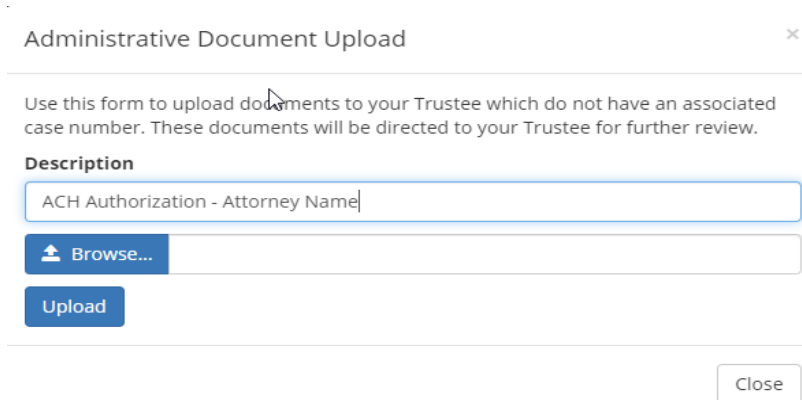 Administrative Document Upload
×
Use this form to upload documents to your Trustee which do not have an associated
case number. These documents will be directed to your Trustee for further review.
Description
ACH Authorization - Attorney Name
Browse...
Upload
Close